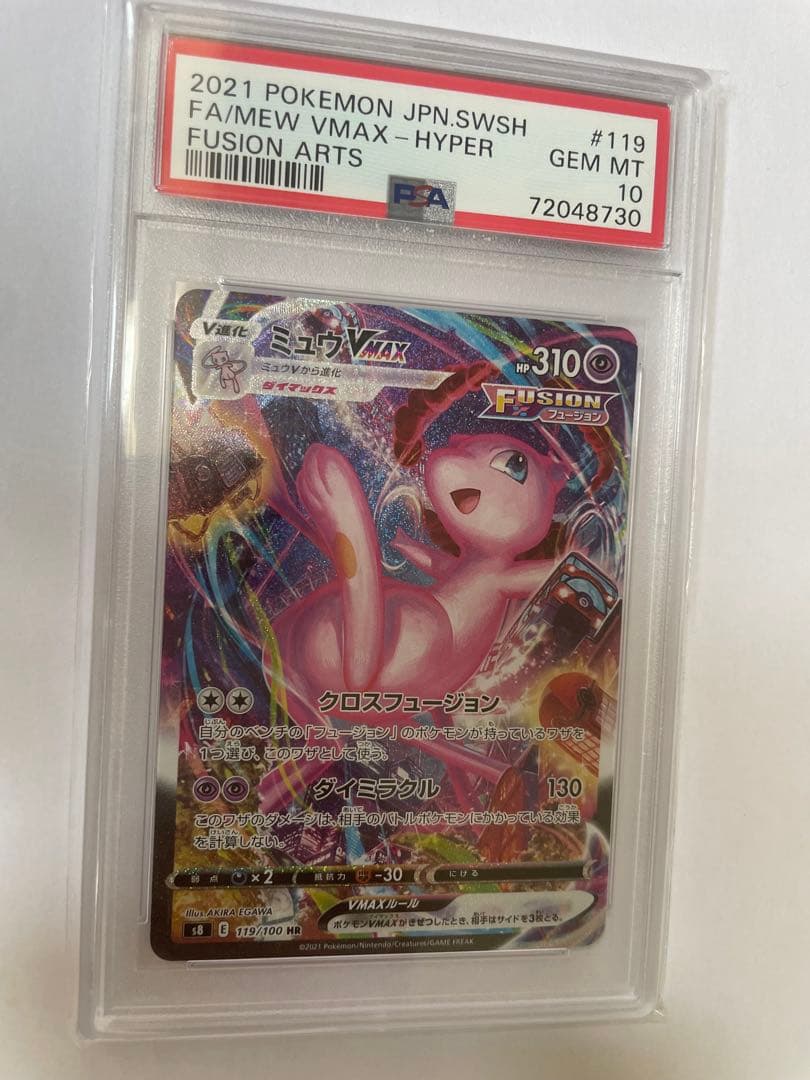 2021 POKEMON JPN.SWSH #119
FA/MEW VMAX-HYPER GEM MT
FUSION ARTS 10
PSA 72048730
V進化 ミュウVMAX HP310
ミュウVから進化
ダイマックス
FUSION
フュージョン
クロスフュージョン
自分のベンチの「フュージョン」のポケモンが持っているワザを
1つ選び、このワザとして使う。
ダイミラクル 130
このワザのダメージは、相手のバトルポケモンにかかっている効果
を計算しない。
弱点 ×2 抵抗力 -30 にげる
VMAXルール
ポケモンVMAXがきぜつしたとき、相手はサイドを3枚とる。
Illus. AKIRA EGAWA
s8 E 119/100 HR
©2021 Pokémon/Nintendo/Creatures/GAME FREAK